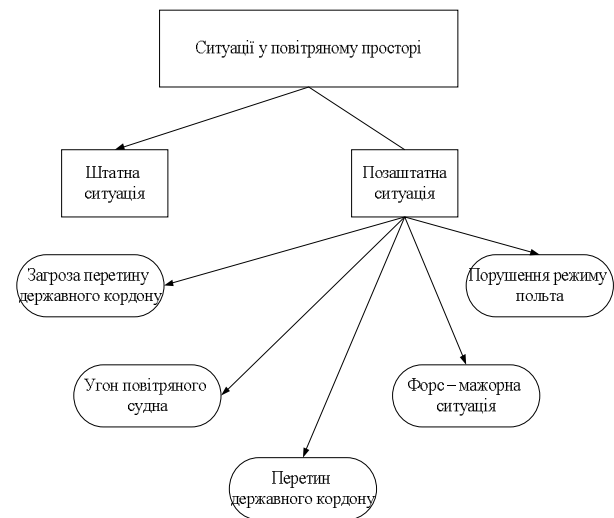 Ситуації у повітряному просторі
Штатна
ситуація
Позаштатна
ситуація
Загроза перетину
державного кордону
Порушення режиму
польта
Угон повітряного
судна
Форс – мажорна
ситуація
Перетин
державного кордону